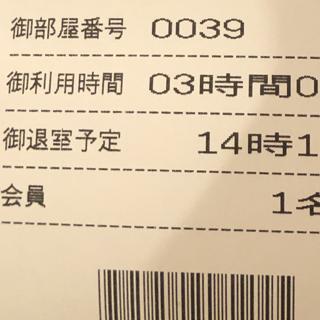 御部屋番号 0039
御利用時間 03時間0
御退室予定 14時1
会員 1名